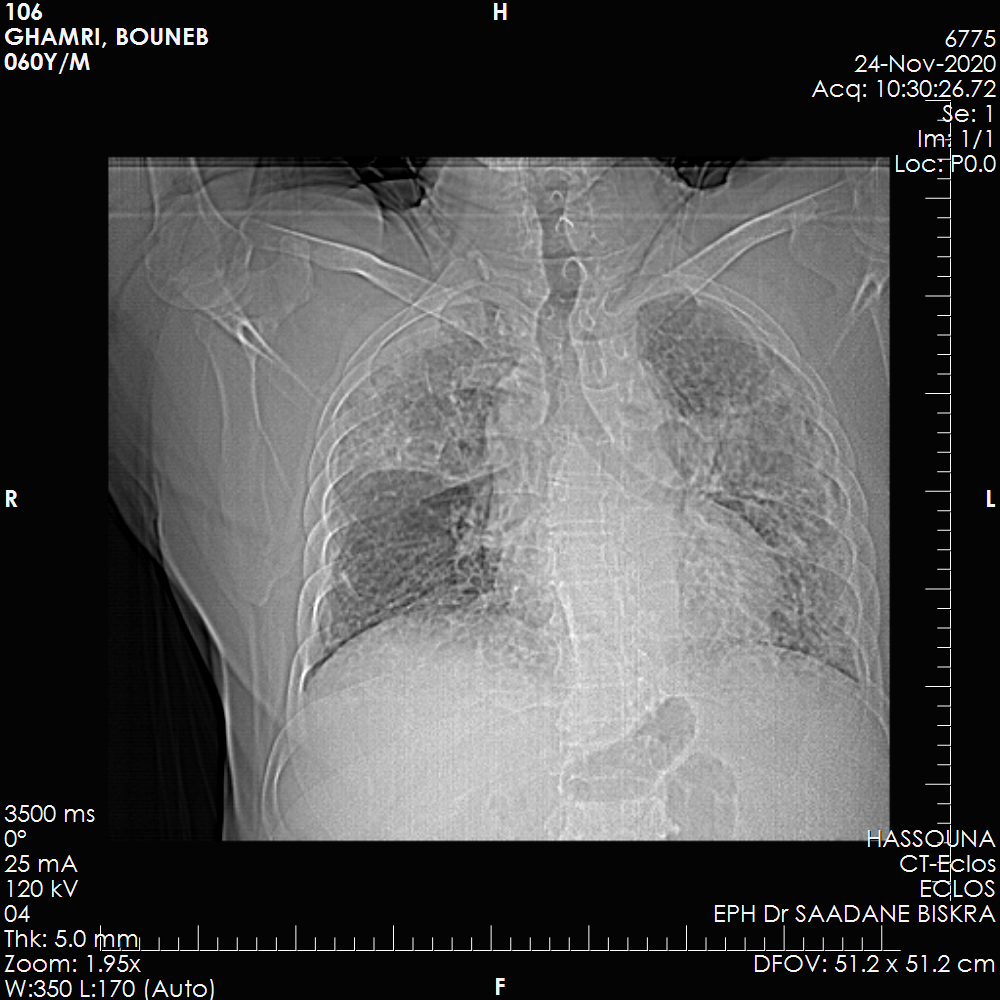 106
GHAMRI, BOUNEB
060Y/M
H
6775
24-Nov-2020
Acq: 10:30:26.72
Se: 1
Im: 1/1
Loc: P0.0
R
L
3500 ms
0°
25 mA
120 kV
04
Thk: 5.0 mm
Zoom: 1.95x
W:350 L:170 (Auto)
F
HASSOUNA
CT-Eclos
ECLOS
EPH Dr SAADANE BISKRA
DFOV: 51.2 x 51.2 cm